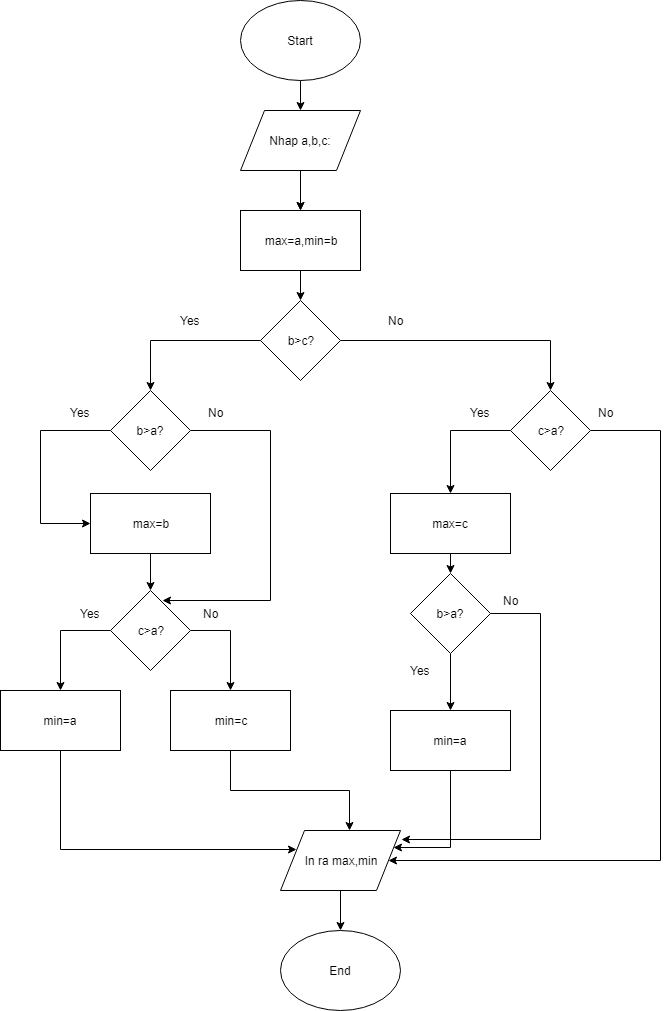 Start
Nhap a,b,c:
max=a,min=b
Yes
No
b>c?
Yes
No
Yes
No
b>a?
c>a?
max=b
max=c
Yes
No
No
c>a?
b>a?
Yes
min=a
min=c
min=a
In ra max,min
End